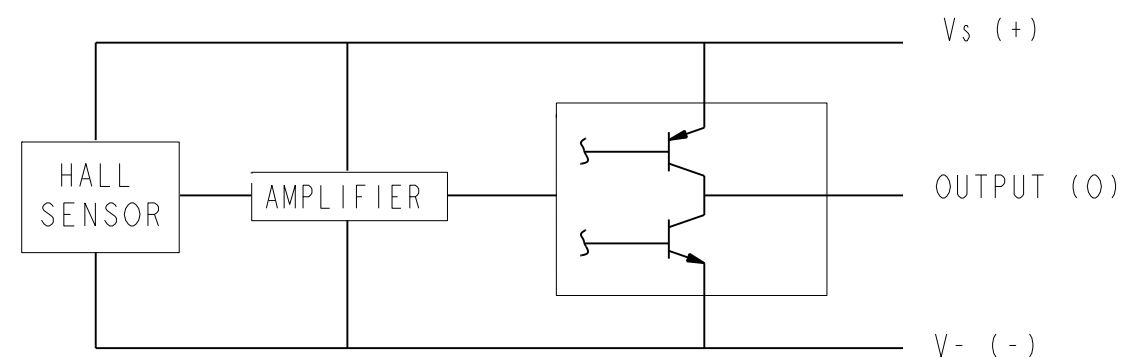 Vs (+)
HALL
SENSOR
AMPLIFIER
OUTPUT (O)
V- (-)